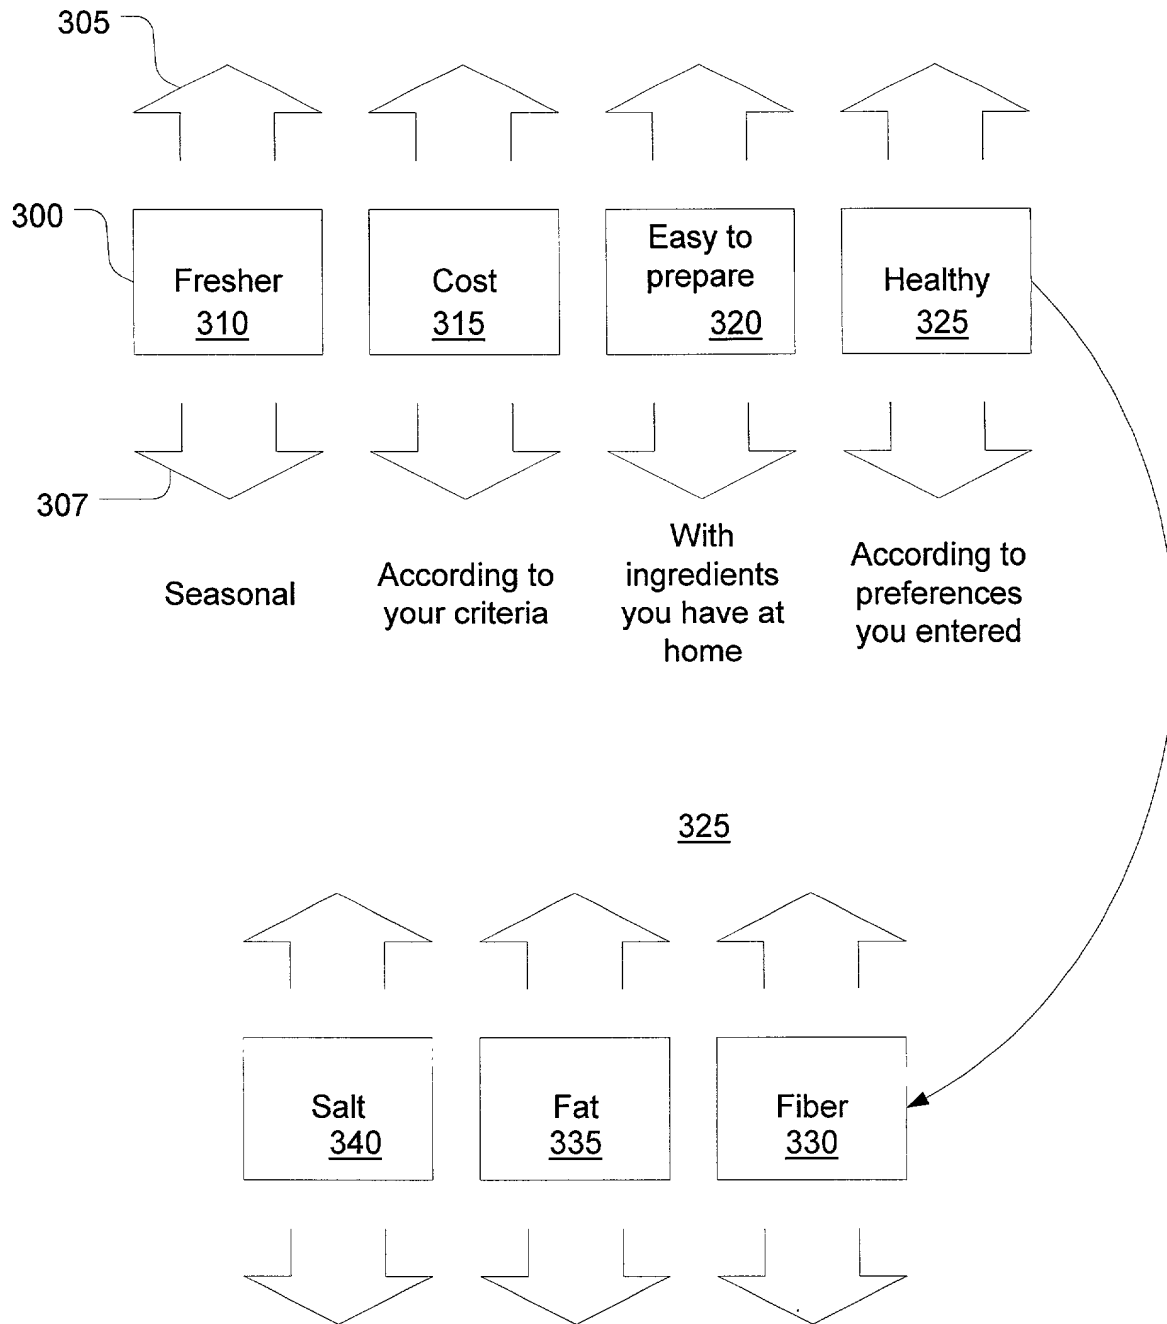 305
300
Fresher
310
Cost
315
Easy to
prepare
320
Healthy
325
307
Seasonal
According to
your criteria
With
ingredients
you have at
home
According to
preferences
you entered
325
Salt
340
Fat
335
Fiber
330